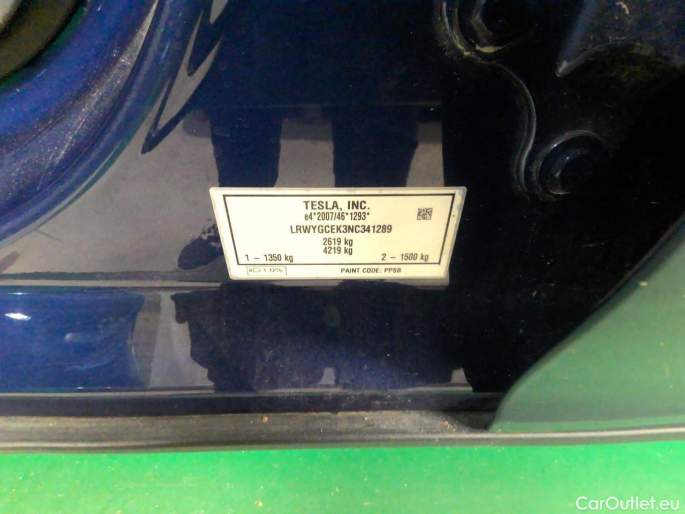 TESLA, INC.
e4*2007/46*1293*
LRWYGCEK3NC341289
2619 kg
4219 kg
1 - 1350 kg 2 - 1500 kg
PAINT CODE: PPSB
CarOutlet.eu